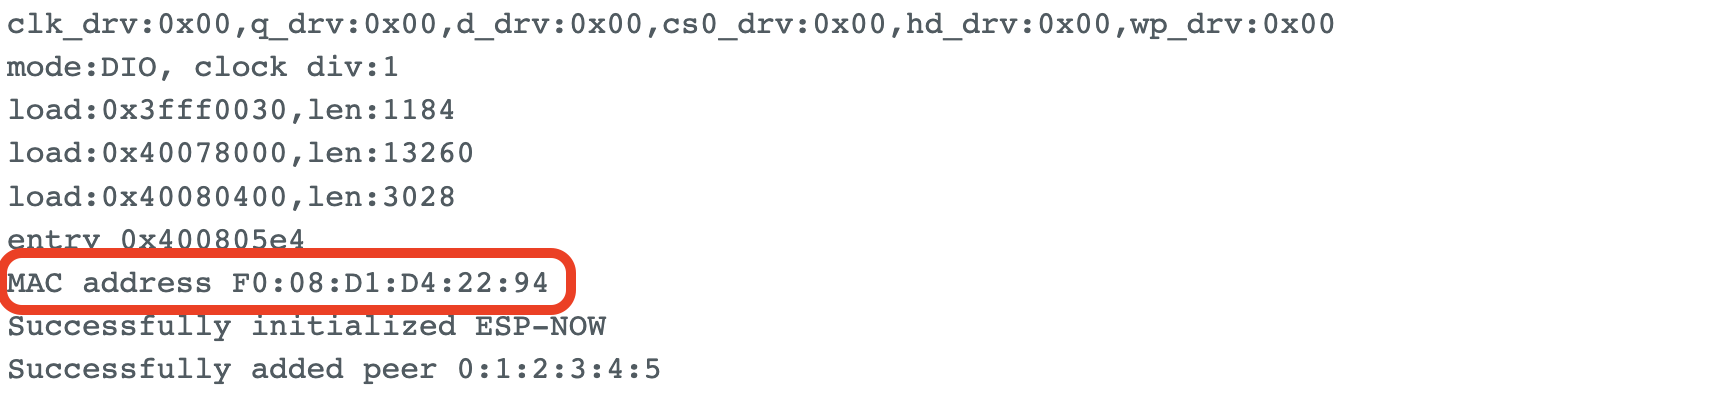 clk_drv:0x00,q_drv:0x00,d_drv:0x00,cs0_drv:0x00,hd_drv:0x00,wp_drv:0x00
mode:DIO, clock div:1
load:0x3fff0030,len:1184
load:0x40078000,len:13260
load:0x40080400,len:3028
entry 0x400805e4
MAC address F0:08:D1:D4:22:94
Successfully initialized ESP-NOW
Successfully added peer 0:1:2:3:4:5